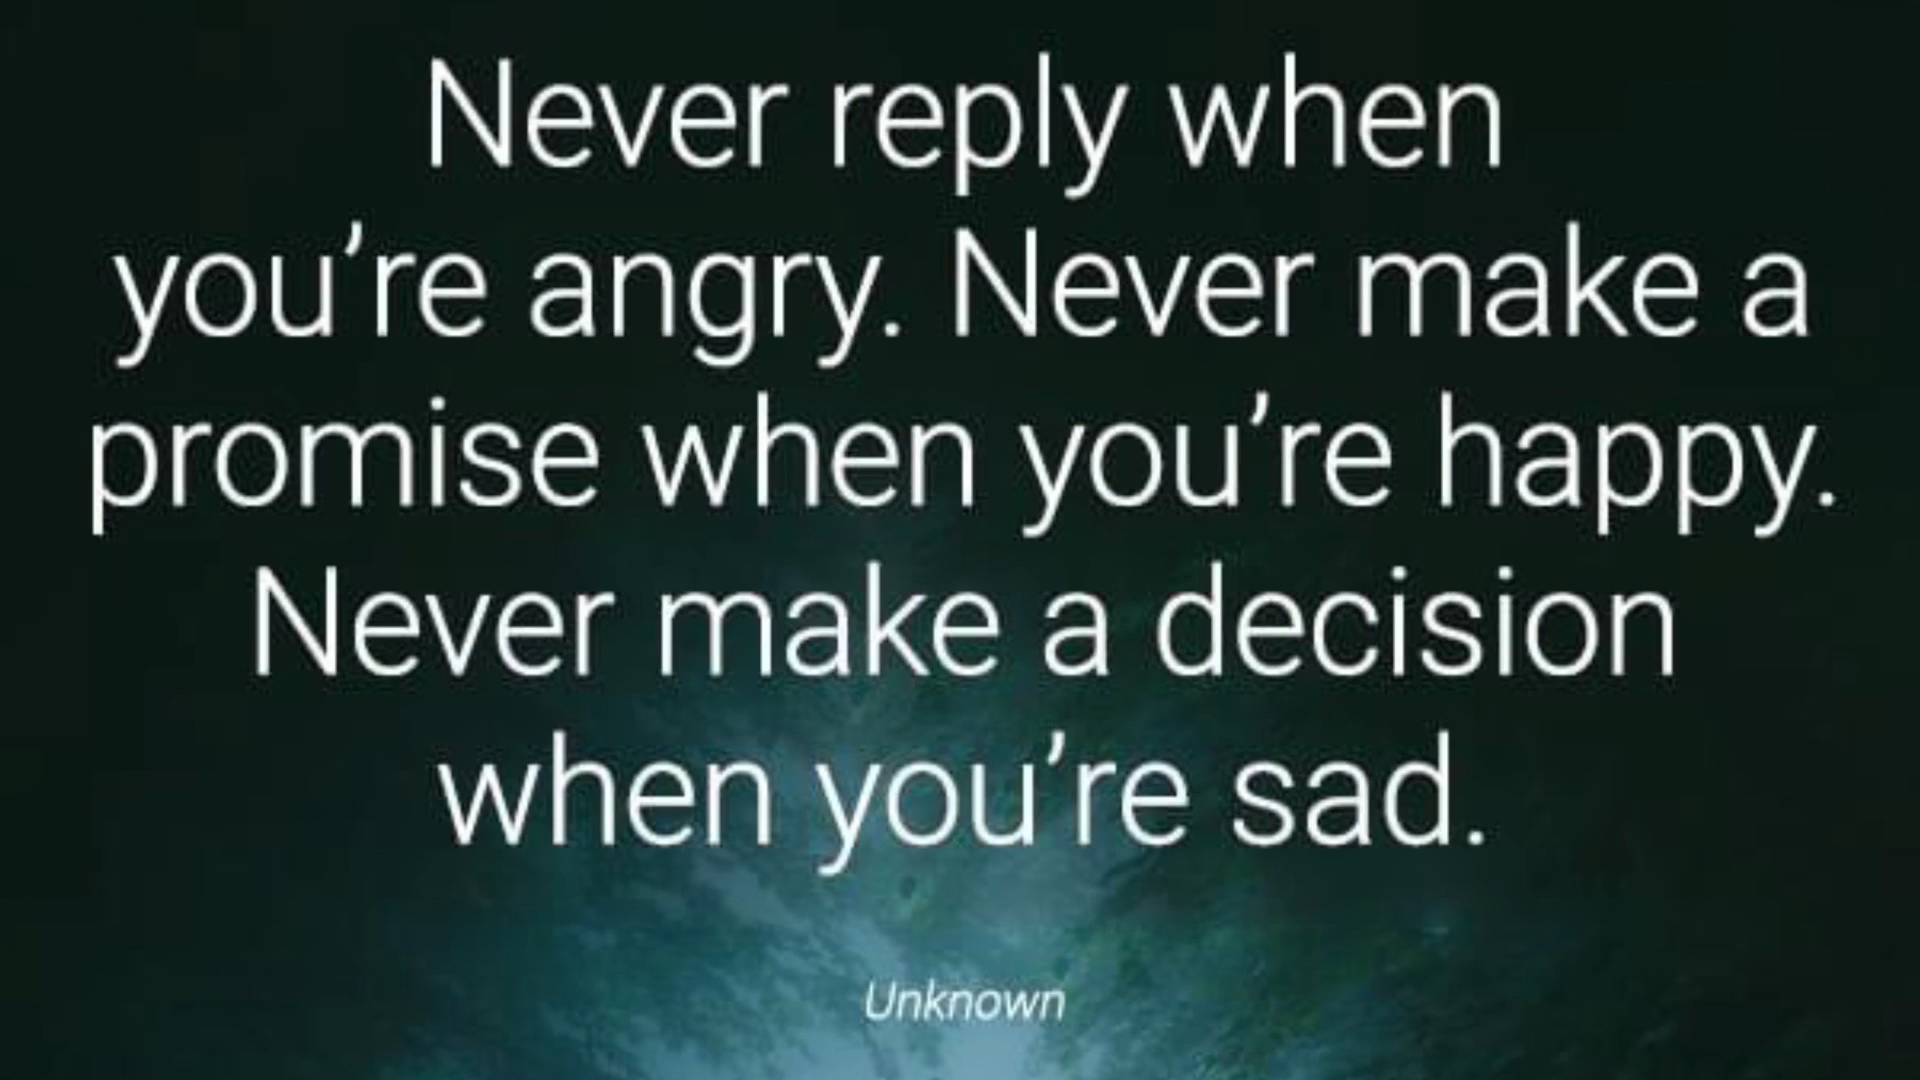 Never reply when
you’re angry. Never make a
promise when you’re happy.
Never make a decision
when you’re sad.
Unknown